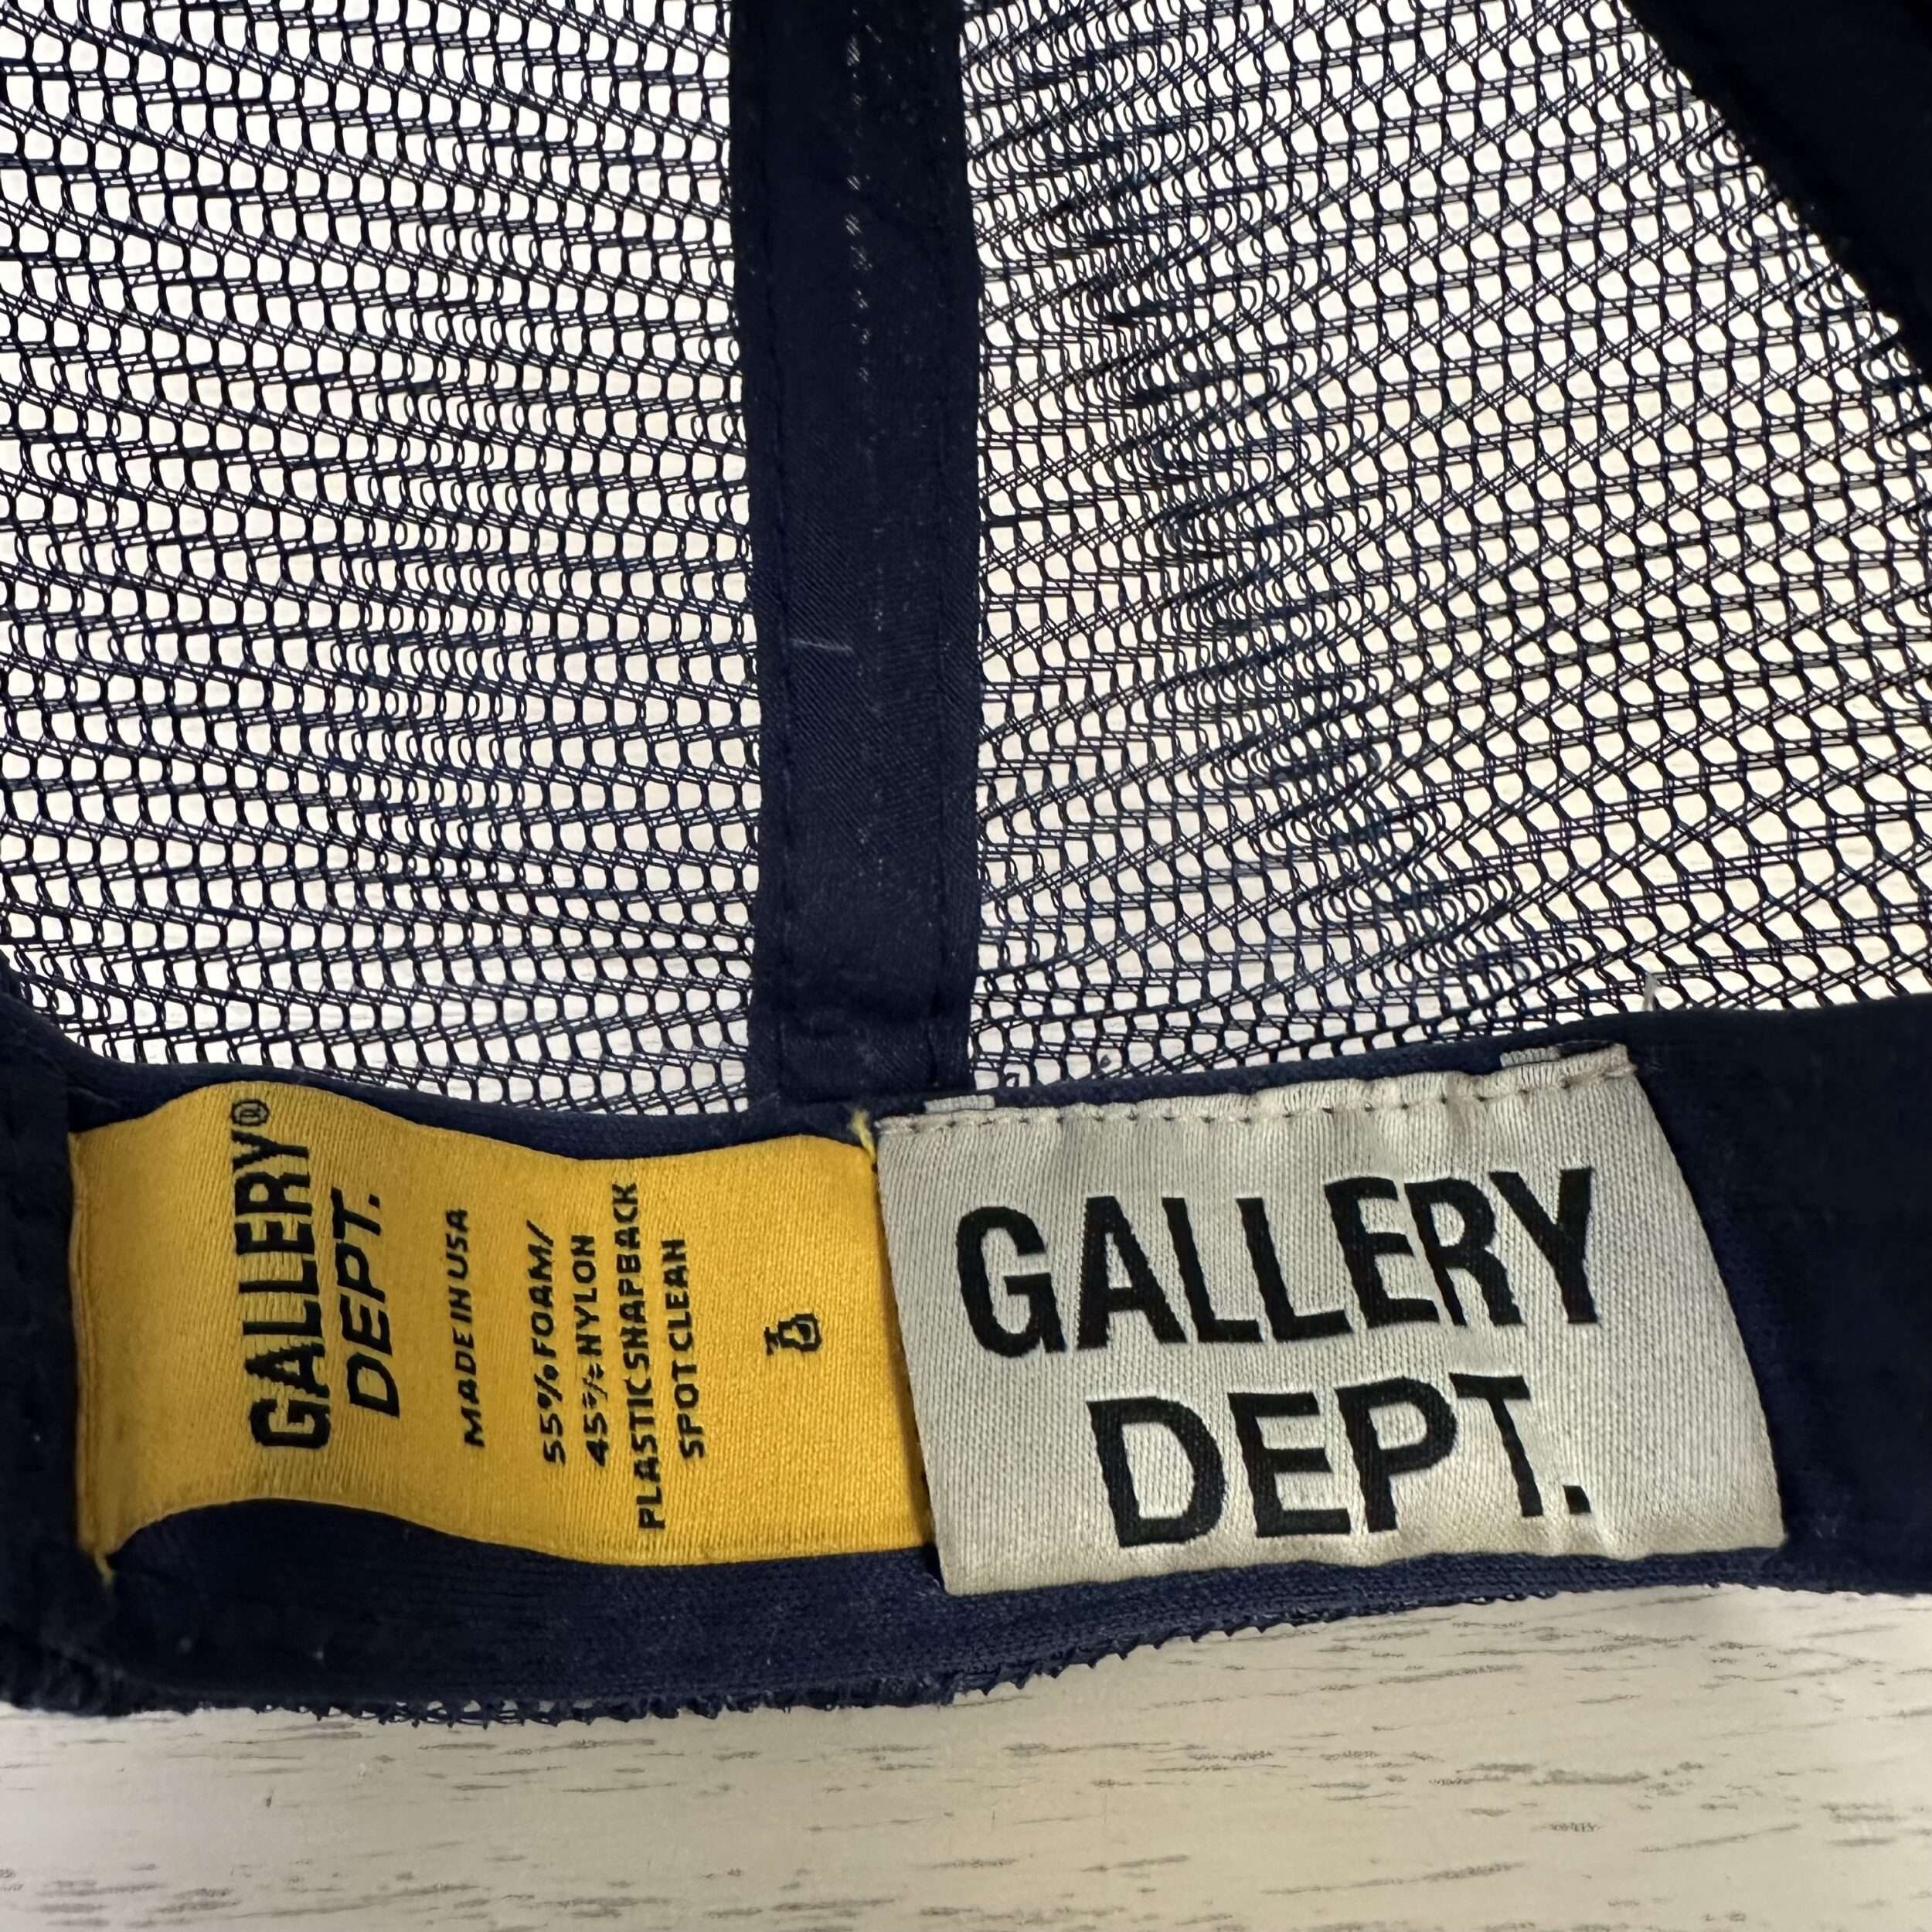 GALLERY®
DEPT.
MADE IN USA
55% FOAM/
45% NYLON
PLASTIC SNAPBACK
SPOT CLEAN
GALLERY
DEPT.